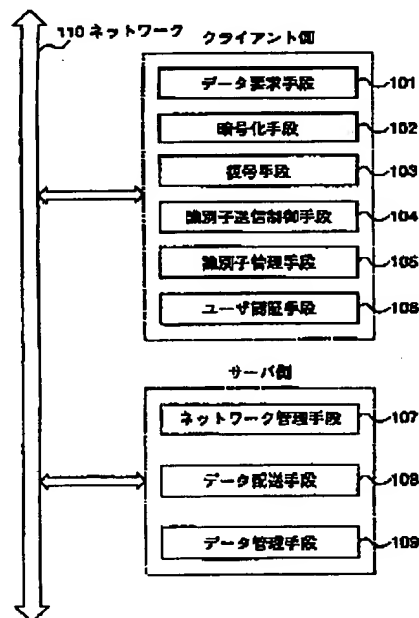 110 ネットワーク
クライアント側
データ要求手段 101
暗号化手段 102
復号手段 103
識別子送信制御手段 104
識別子管理手段 105
ユーザ認証手段 106
サーバ側
ネットワーク管理手段 107
データ配送手段 108
データ管理手段 109